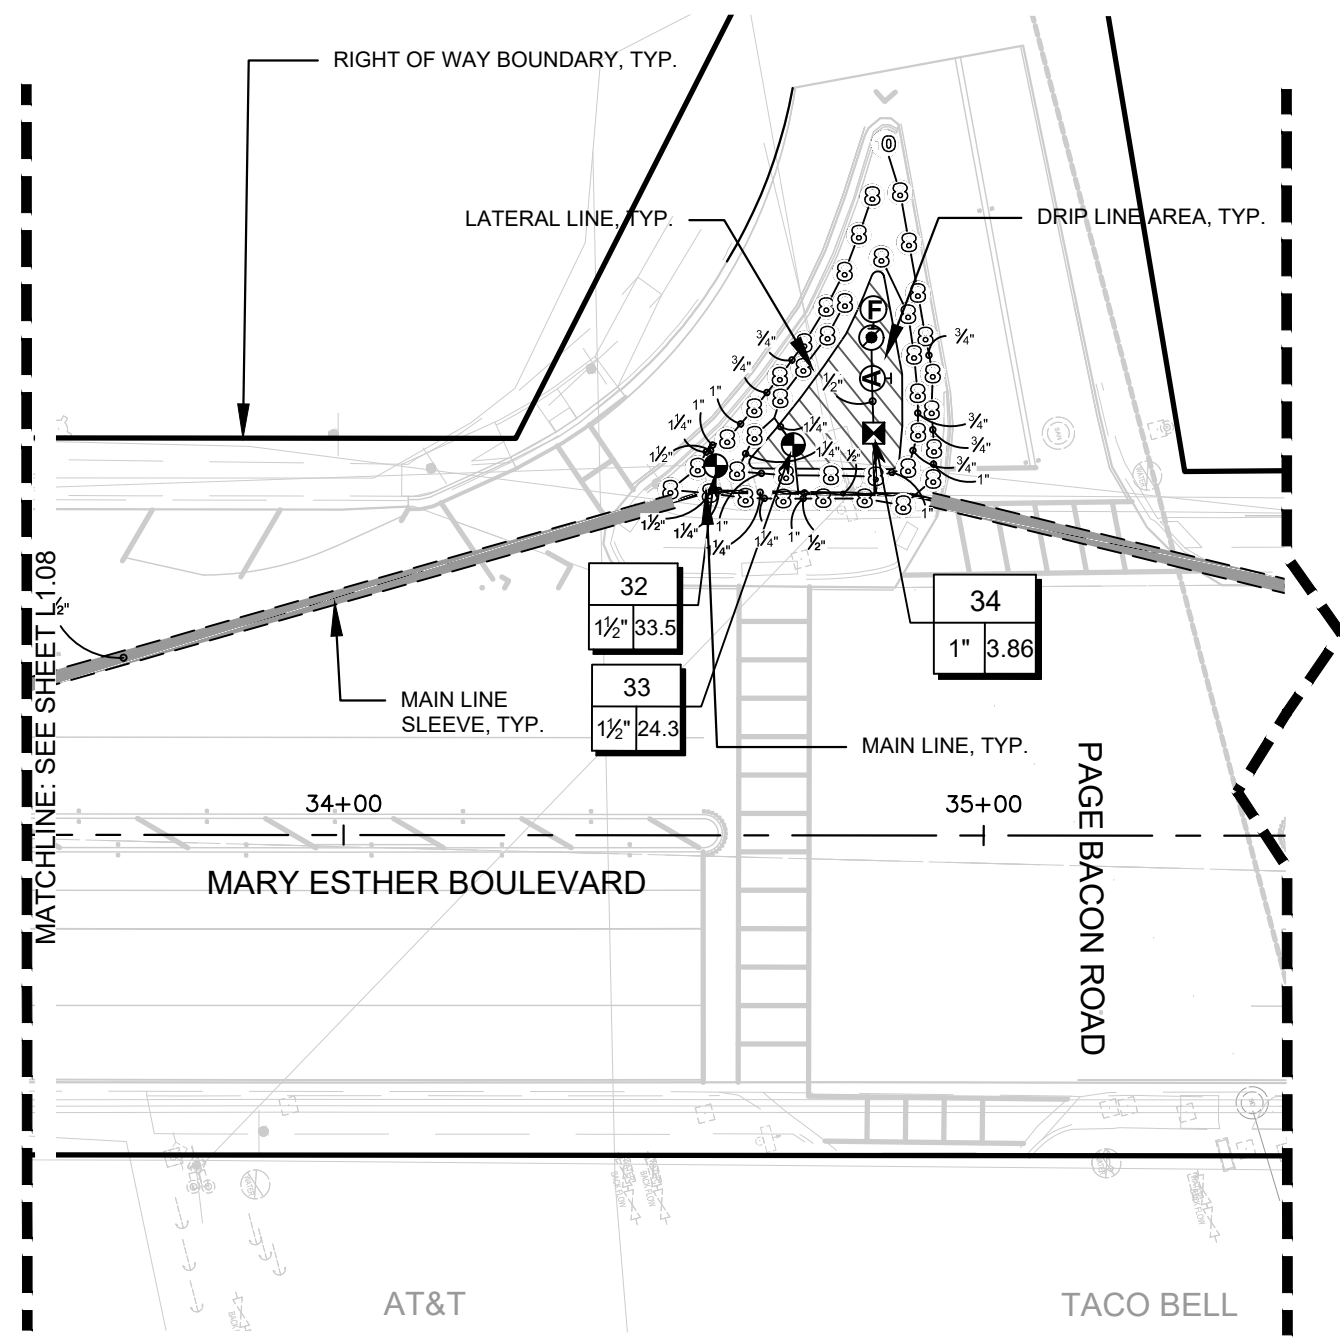 RIGHT OF WAY BOUNDARY, TYP.
LATERAL LINE, TYP.
DRIP LINE AREA, TYP.
0
F
A
¾"
¾"
1"
1"
1¼"
1½"
½"
1¼"
1¼"
½"
¾"
¾"
¾"
¾"
1"
1"
1½"
1¼"
1"
1¼"
1¼"
1"
½"
32
1½" 33.5
33
1½" 24.3
34
1" 3.86
MAIN LINE
SLEEVE, TYP.
MAIN LINE, TYP.
MATCHLINE: SEE SHEET L1.08
½"
34+00
35+00
MARY ESTHER BOULEVARD
PAGE BACON ROAD
AT&T
TACO BELL